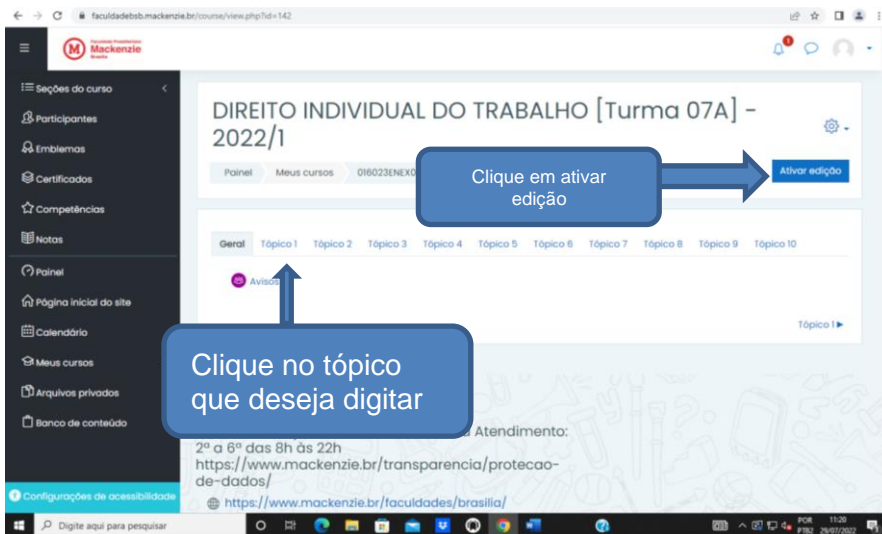 faculdadebsb.mackenzie.br/course/view.php?id=142
Mackenzie
Seções do curso
Participantes
Emblemas
Certificados
Competências
Notas
Painel
Página inicial do site
Calendário
Meus cursos
Arquivos privados
Banco de conteúdo
Configurações de acessibilidade
DIREITO INDIVIDUAL DO TRABALHO [Turma 07A] -
2022/1
Painel Meus cursos 016023ENEX0
Clique em ativar
edição
Ativar edição
Geral Tópico 1 Tópico 2 Tópico 3 Tópico 4 Tópico 5 Tópico 6 Tópico 7 Tópico 8 Tópico 9 Tópico 10
Avisos
Tópico 1
Clique no tópico
que deseja digitar
Atendimento:
2ª a 6ª das 8h às 22h
https://www.mackenzie.br/transparencia/protecao-
de-dados/
https://www.mackenzie.br/faculdades/brasilia/
Digite aqui para pesquisar
POR 11:20
PTB2 29/07/2022